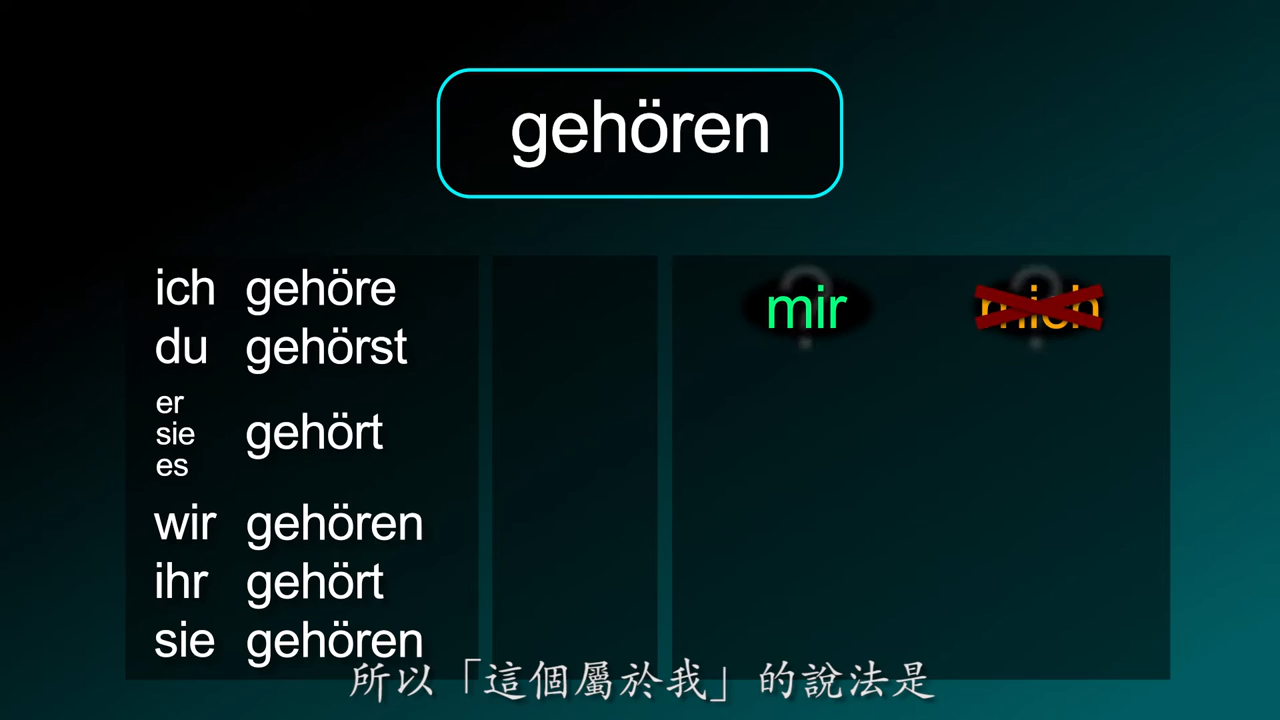 gehören
ich gehöre mir mich
du gehörst
er
sie gehört
es
wir gehören
ihr gehört
sie gehören
所以「這個屬於我」的說法是